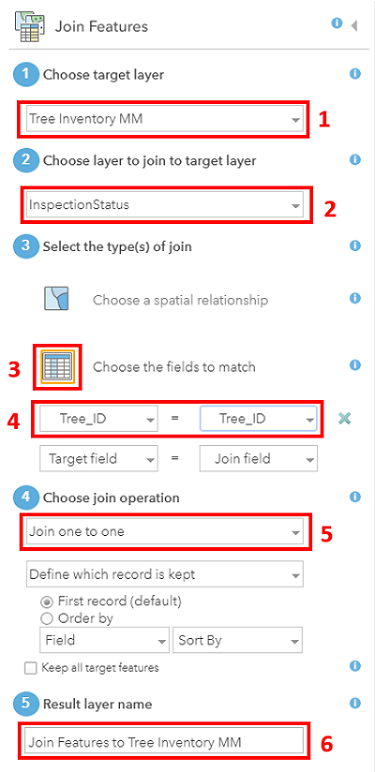 Join Features
1 Choose target layer
Tree Inventory MM 1
2 Choose layer to join to target layer
InspectionStatus 2
3 Select the type(s) of join
Choose a spatial relationship
3 Choose the fields to match
4 Tree_ID = Tree_ID
Target field = Join field
4 Choose join operation
Join one to one 5
Define which record is kept
First record (default)
Order by
Field Sort By
Keep all target features
5 Result layer name
Join Features to Tree Inventory MM 6